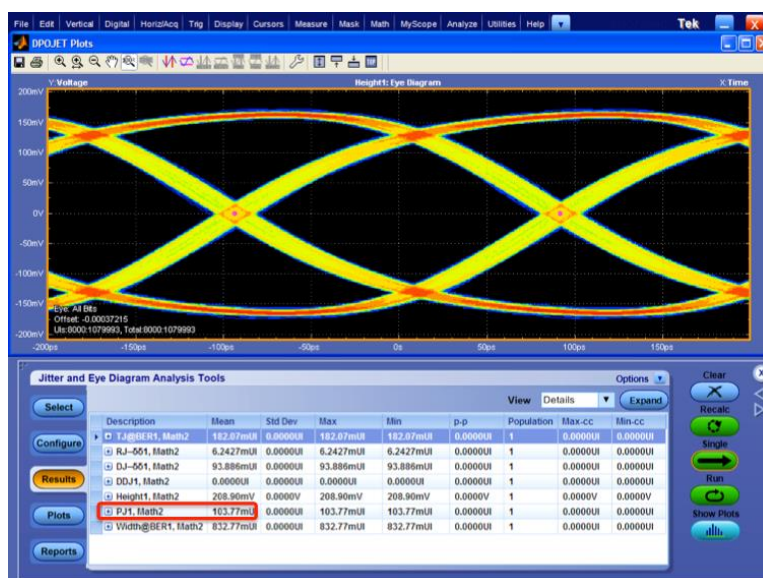 File Edit Vertical Digital Horiz/Acq Trig Display Cursors Measure Mask Math MyScope Analyze Utilities Help Tek
DPOJET Plots
Y:Voltage Height1: Eye Diagram X:Time
200mV
150mV
100mV
50mV
0V
-50mV
-100mV
-150mV
Eye: All Bits
Offset: -0.00037215
UIs:8000:1079993, Total:8000:1079993
-200mV
-200ps -150ps -100ps -50ps 0s 50ps 100ps 150ps
Jitter and Eye Diagram Analysis Tools Options Clear
View Details Expand
Select Recalc
Description Mean Std Dev Max Min p-p Population Max-cc Min-cc
TJ@BER1, Math2 182.07mUI 0.0000UI 182.07mUI 182.07mUI 0.0000UI 1 0.0000UI 0.0000UI
Configure Single
RJ-δδ1, Math2 6.2427mUI 0.0000UI 6.2427mUI 6.2427mUI 0.0000UI 1 0.0000UI 0.0000UI
DJ-δδ1, Math2 93.886mUI 0.0000UI 93.886mUI 93.886mUI 0.0000UI 1 0.0000UI 0.0000UI
Results Run
DDJ1, Math2 0.0000UI 0.0000UI 0.0000UI 0.0000UI 0.0000UI 1 0.0000UI 0.0000UI
Height1, Math2 208.90mV 0.0000V 208.90mV 208.90mV 0.0000V 1 0.0000V 0.0000V
Plots Show Plots
PJ1, Math2 103.77mUI 0.0000UI 103.77mUI 103.77mUI 0.0000UI 1 0.0000UI 0.0000UI
Width@BER1, Math2 832.77mUI 0.0000UI 832.77mUI 832.77mUI 0.0000UI 1 0.0000UI 0.0000UI
Reports